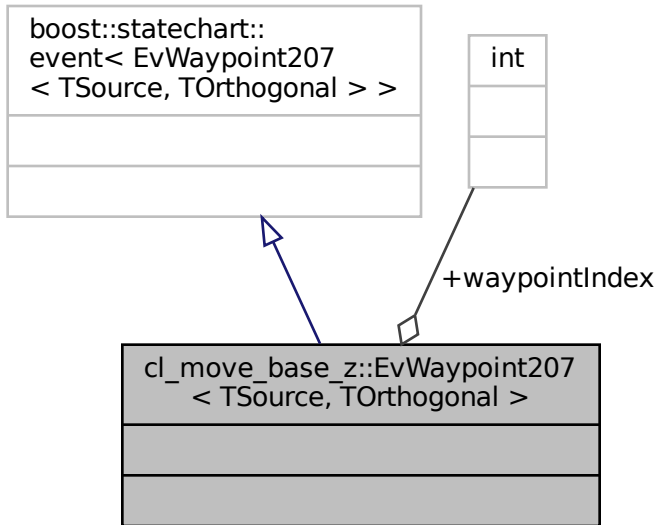 boost::statechart::
event< EvWaypoint207
< TSource, TOrthogonal > >
int
+waypointIndex
cl_move_base_z::EvWaypoint207
< TSource, TOrthogonal >